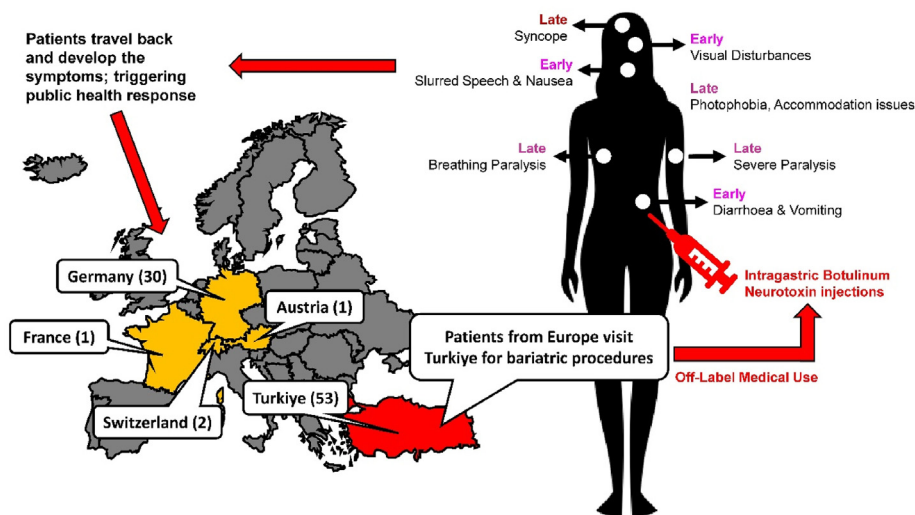 Patients travel back
and develop the
symptoms; triggering
public health response
Late
Syncope
Early
Visual Disturbances
Early
Slurred Speech & Nausea
Late
Photophobia, Accommodation issues
Late
Breathing Paralysis
Late
Severe Paralysis
Early
Diarrhoea & Vomiting
Intragastric Botulinum
Neurotoxin injections
Germany (30)
Austria (1)
France (1)
Switzerland (2)
Turkiye (53)
Patients from Europe visit
Turkiye for bariatric procedures
Off-Label Medical Use